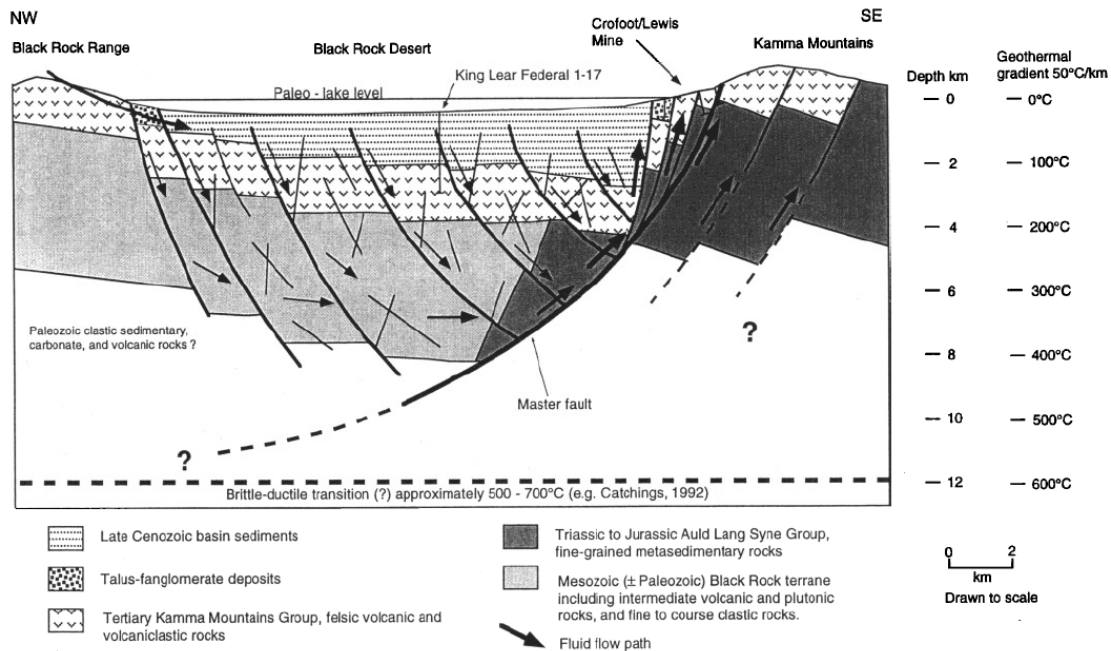 NW
SE
Black Rock Range
Black Rock Desert
Crofoot/Lewis
Mine
Kamma Mountains
King Lear Federal 1-17
Paleo - lake level
Depth km
Geothermal
gradient 50°C/km
0
0°C
2
100°C
4
200°C
6
300°C
8
400°C
10
500°C
12
600°C
Paleozoic clastic sedimentary,
carbonate, and volcanic rocks ?
?
Master fault
?
Brittle-ductile transition (?) approximately 500 - 700°C (e.g. Catchings, 1992)
Late Cenozoic basin sediments
Talus-fanglomerate deposits
Tertiary Kamma Mountains Group, felsic volcanic and
volcaniclastic rocks
Triassic to Jurassic Auld Lang Syne Group,
fine-grained metasedimentary rocks
Mesozoic (± Paleozoic) Black Rock terrane
including intermediate volcanic and plutonic
rocks, and fine to course clastic rocks.
Fluid flow path
0 2
km
Drawn to scale